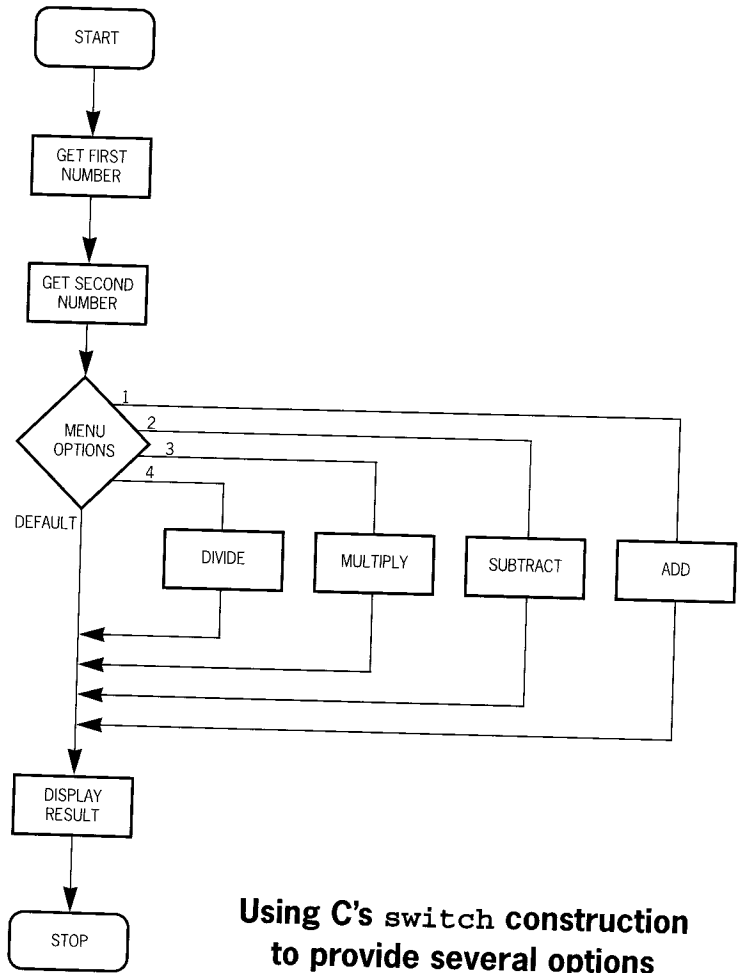 START
GET FIRST
NUMBER
GET SECOND
NUMBER
MENU
OPTIONS
1
2
3
4
DEFAULT
DIVIDE
MULTIPLY
SUBTRACT
ADD
DISPLAY
RESULT
STOP
Using C's switch construction
to provide several options